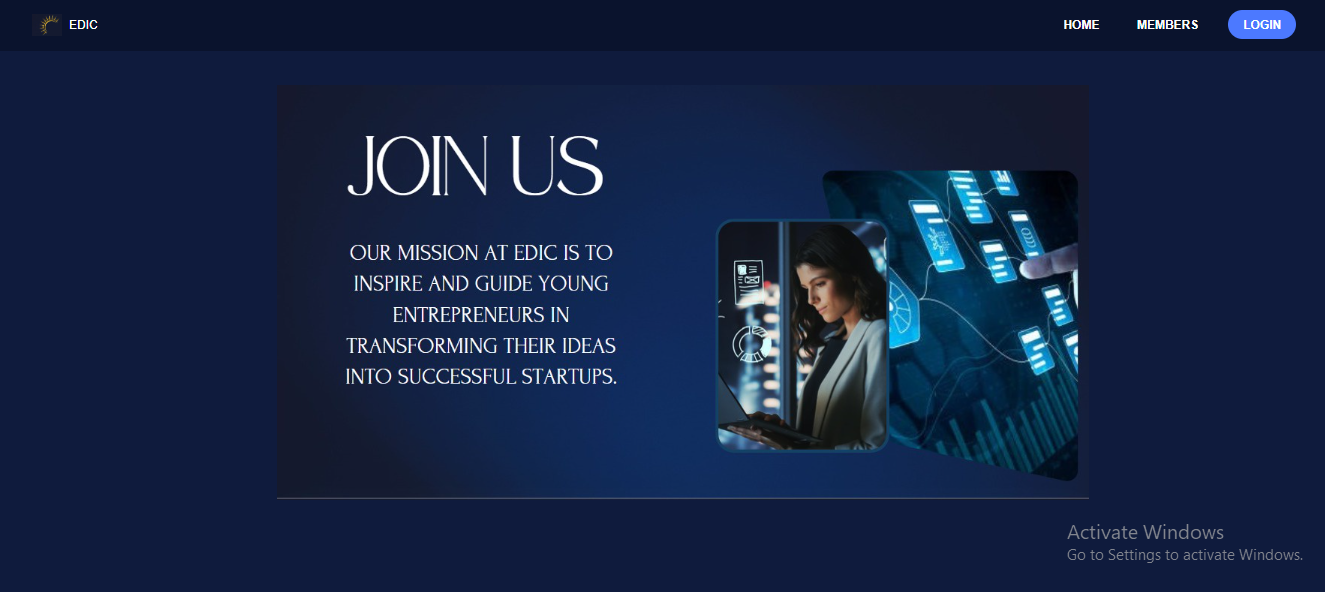 EDIC
HOME
MEMBERS
LOGIN
JOIN US
OUR MISSION AT EDIC IS TO
INSPIRE AND GUIDE YOUNG
ENTREPRENEURS IN
TRANSFORMING THEIR IDEAS
INTO SUCCESSFUL STARTUPS.
Activate Windows
Go to Settings to activate Windows.